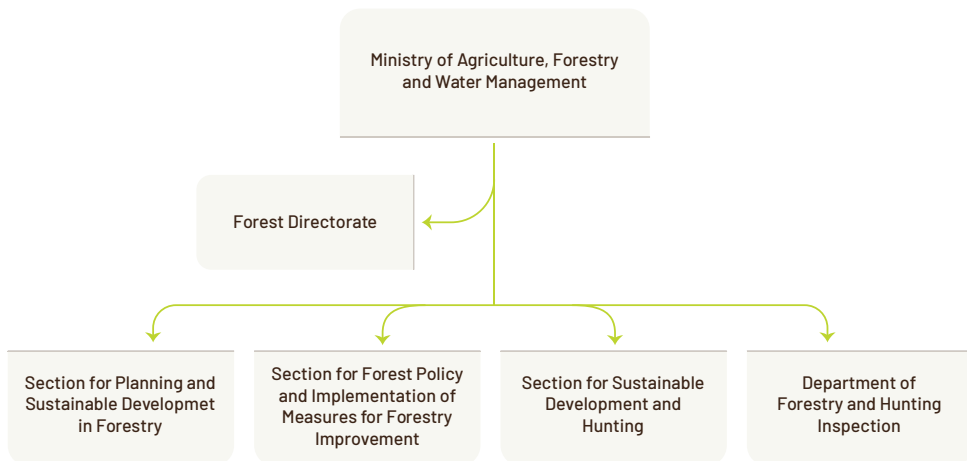 Ministry of Agriculture, Forestry
and Water Management
Forest Directorate
Section for Planning and
Sustainable Developmet
in Forestry
Section for Forest Policy
and Implementation of
Measures for Forestry
Improvement
Section for Sustainable
Development and
Hunting
Department of
Forestry and Hunting
Inspection